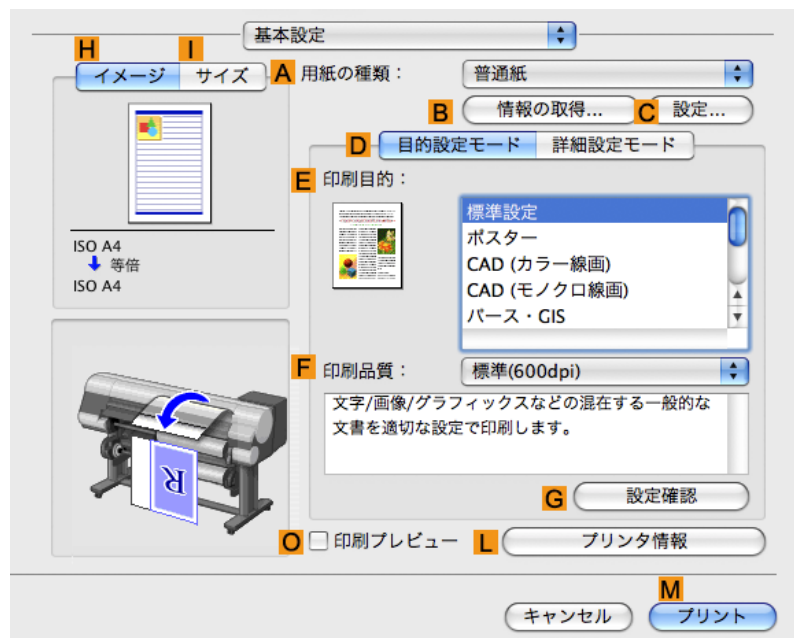 基本設定
H I
イメージ サイズ
A 用紙の種類： 普通紙
B 情報の取得... C 設定...
D 目的設定モード 詳細設定モード
E 印刷目的：
標準設定
ポスター
CAD (カラー線画)
CAD (モノクロ線画)
パース・GIS
ISO A4
等倍
ISO A4
F 印刷品質： 標準(600dpi)
文字/画像/グラフィックスなどの混在する一般的な
文書を適切な設定で印刷します。
R
G 設定確認
O 印刷プレビュー L プリンタ情報
M
キャンセル プリント